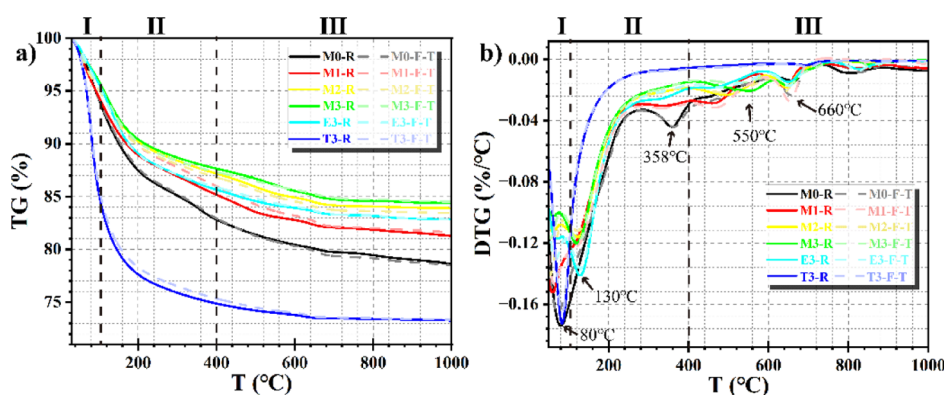 I II III
a)
100
95
90
85
80
75
TG (%)
M0-R M0-F-T
M1-R M1-F-T
M2-R M2-F-T
M3-R M3-F-T
E3-R E3-F-T
T3-R T3-F-T
200 400 600 800 1000
T (℃)
I II III
b)
0.00
−0.04
−0.08
−0.12
−0.16
DTG (%/℃)
660℃
550℃
358℃
130℃
80℃
M0-R M0-F-T
M1-R M1-F-T
M2-R M2-F-T
M3-R M3-F-T
E3-R E3-F-T
T3-R T3-F-T
200 400 600 800 1000
T (℃)